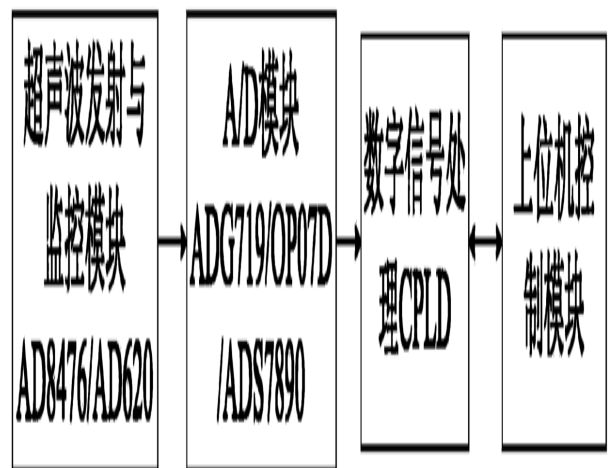 超声波发射与
监控模块
AD8476/AD620
A/D模块
ADG719/OP07D
/ADS7890
数字信号处
理CPLD
上位机控
制模块